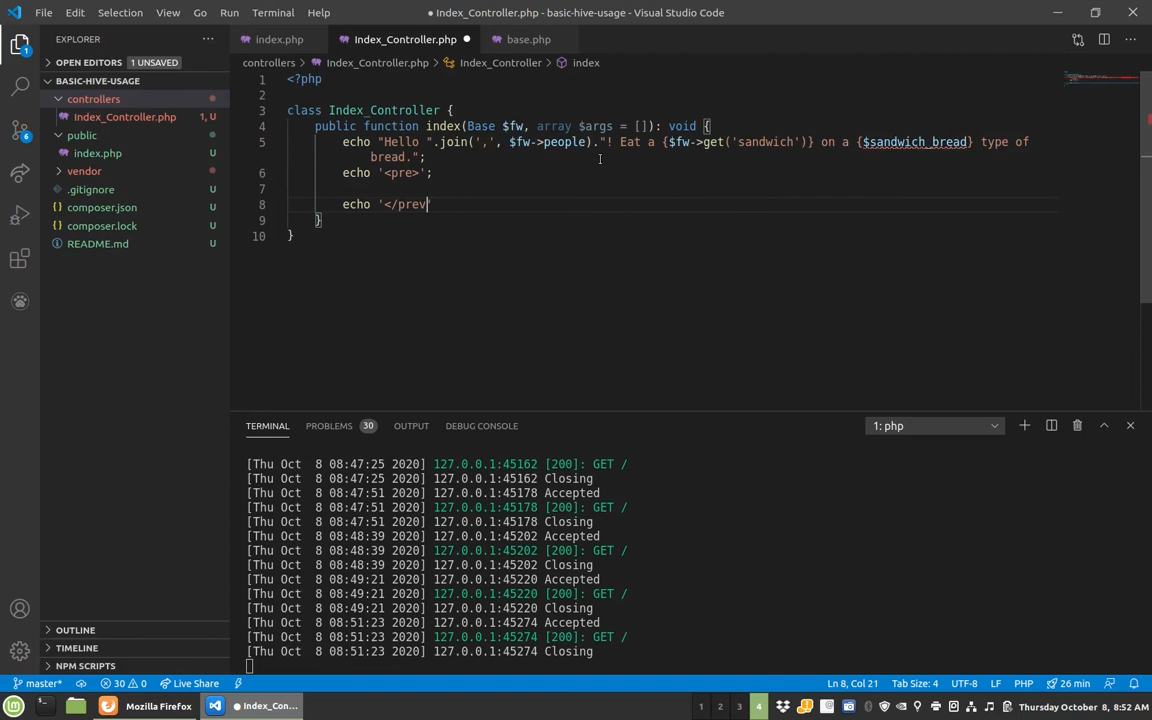 File Edit Selection View Go Run Terminal Help
● Index_Controller.php - basic-hive-usage - Visual Studio Code
EXPLORER
index.php
Index_Controller.php
base.php
OPEN EDITORS 1 UNSAVED
controllers > Index_Controller.php > Index_Controller > index
BASIC-HIVE-USAGE
controllers
Index_Controller.php 1, U
public
index.php U
vendor
.gitignore U
composer.json U
composer.lock U
README.md U
1 <?php
2
3 class Index_Controller {
4 public function index(Base $fw, array $args = []): void {
5 echo "Hello ".join(',', $fw->people)."! Eat a {$fw->get('sandwich')} on a {$sandwich_bread} type of
bread.";
6 echo '<pre>';
7
8 echo '</prev'
9 }
10 }
TERMINAL PROBLEMS 30 OUTPUT DEBUG CONSOLE
1: php
[Thu Oct  8 08:47:25 2020] 127.0.0.1:45162 [200]: GET /
[Thu Oct  8 08:47:25 2020] 127.0.0.1:45162 Closing
[Thu Oct  8 08:47:51 2020] 127.0.0.1:45178 Accepted
[Thu Oct  8 08:47:51 2020] 127.0.0.1:45178 [200]: GET /
[Thu Oct  8 08:47:51 2020] 127.0.0.1:45178 Closing
[Thu Oct  8 08:48:39 2020] 127.0.0.1:45202 Accepted
[Thu Oct  8 08:48:39 2020] 127.0.0.1:45202 [200]: GET /
[Thu Oct  8 08:48:39 2020] 127.0.0.1:45202 Closing
[Thu Oct  8 08:49:21 2020] 127.0.0.1:45220 Accepted
[Thu Oct  8 08:49:21 2020] 127.0.0.1:45220 [200]: GET /
[Thu Oct  8 08:49:21 2020] 127.0.0.1:45220 Closing
[Thu Oct  8 08:51:23 2020] 127.0.0.1:45274 Accepted
[Thu Oct  8 08:51:23 2020] 127.0.0.1:45274 [200]: GET /
[Thu Oct  8 08:51:23 2020] 127.0.0.1:45274 Closing
OUTLINE
TIMELINE
NPM SCRIPTS
1
6
master* 30 0 Live Share
Ln 8, Col 21 Tab Size: 4 UTF-8 LF PHP 26 min
Mozilla Firefox
● Index_Con...
1 2 3 4
Thursday October 8, 8:52 AM